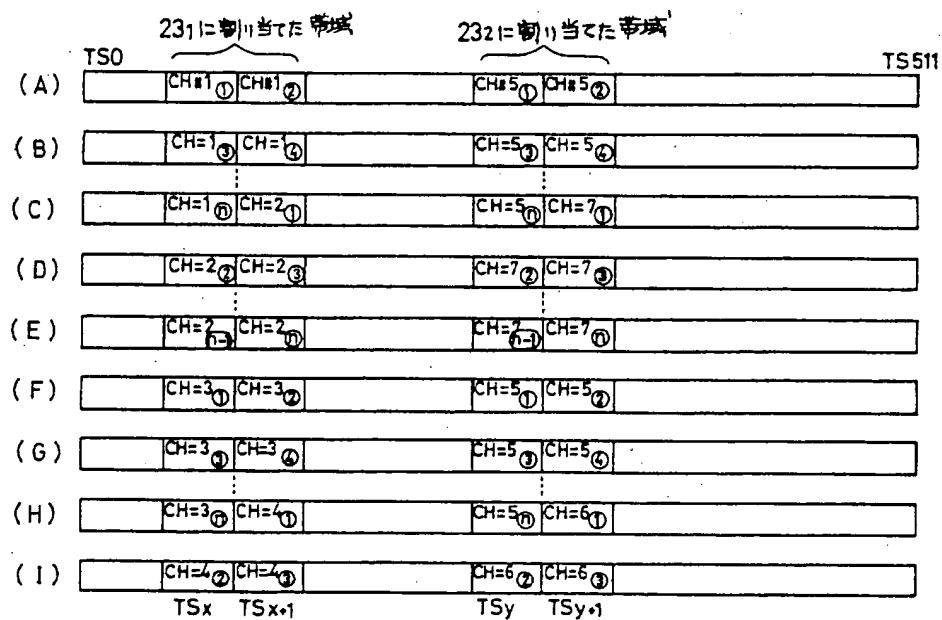 231に割り当てた帯域 232に割り当てた帯域
TS0 TS511
(A) CH#1① CH#1② CH#5① CH#5②
(B) CH=1③ CH=1④ CH=5③ CH=5④
(C) CH=1ⓝ CH=2① CH=5ⓝ CH=7①
(D) CH=2② CH=2③ CH=7② CH=7③
(E) CH=2 n-1 CH=2ⓝ CH=7 n-1 CH=7ⓝ
(F) CH=3① CH=3② CH=5① CH=5②
(G) CH=3③ CH=3④ CH=5③ CH=5④
(H) CH=3ⓝ CH=4① CH=5ⓝ CH=6①
(I) CH=4② CH=4③ CH=6② CH=6③
TSx TSx+1 TSy TSy+1